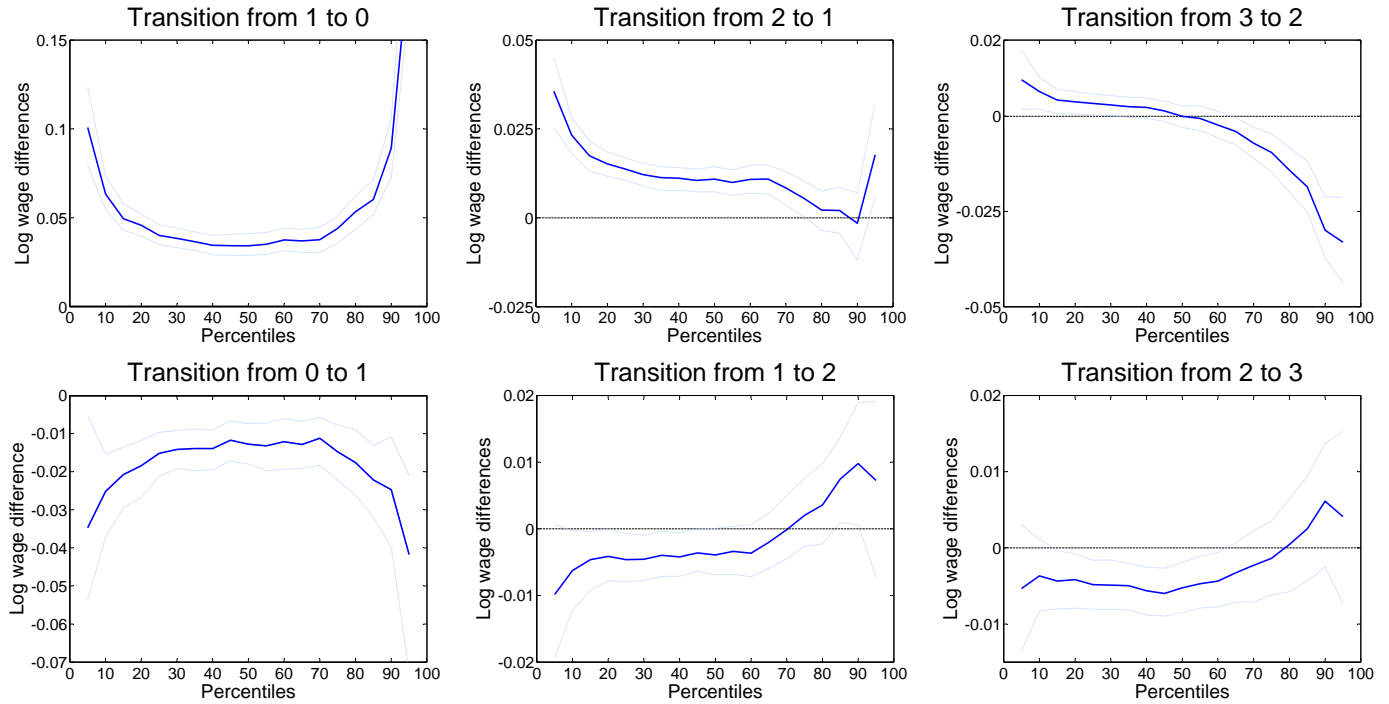 Transition from 1 to 0
Log wage differences
0.15
0.1
0.05
0
0 10 20 30 40 50 60 70 80 90 100
Percentiles
Transition from 2 to 1
Log wage differences
0.05
0.025
0
-0.025
0 10 20 30 40 50 60 70 80 90 100
Percentiles
Transition from 3 to 2
Log wage differences
0.02
0
-0.025
-0.05
0 10 20 30 40 50 60 70 80 90 100
Percentiles
Transition from 0 to 1
Log wage difference
0
-0.01
-0.02
-0.03
-0.04
-0.05
-0.06
-0.07
0 10 20 30 40 50 60 70 80 90 100
Percentiles
Transition from 1 to 2
Log wage differences
0.02
0.01
0
-0.01
-0.02
0 10 20 30 40 50 60 70 80 90 100
Percentiles
Transition from 2 to 3
Log wage differences
0.02
0.01
0
-0.01
0 10 20 30 40 50 60 70 80 90 100
Percentiles